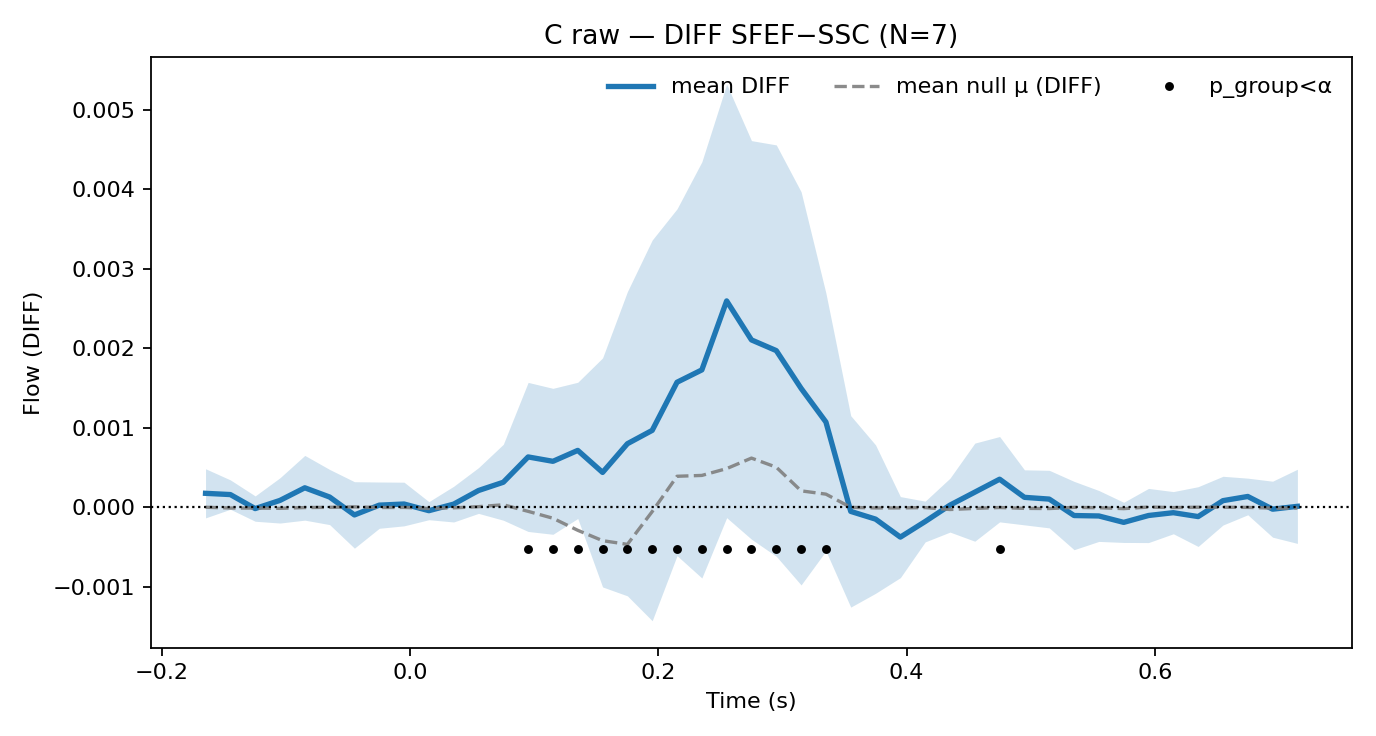 C raw — DIFF SFEF−SSC (N=7)
mean DIFF
mean null μ (DIFF)
p_group<α
0.005
0.004
0.003
0.002
0.001
0.000
−0.001
Flow (DIFF)
−0.2
0.0
0.2
0.4
0.6
Time (s)